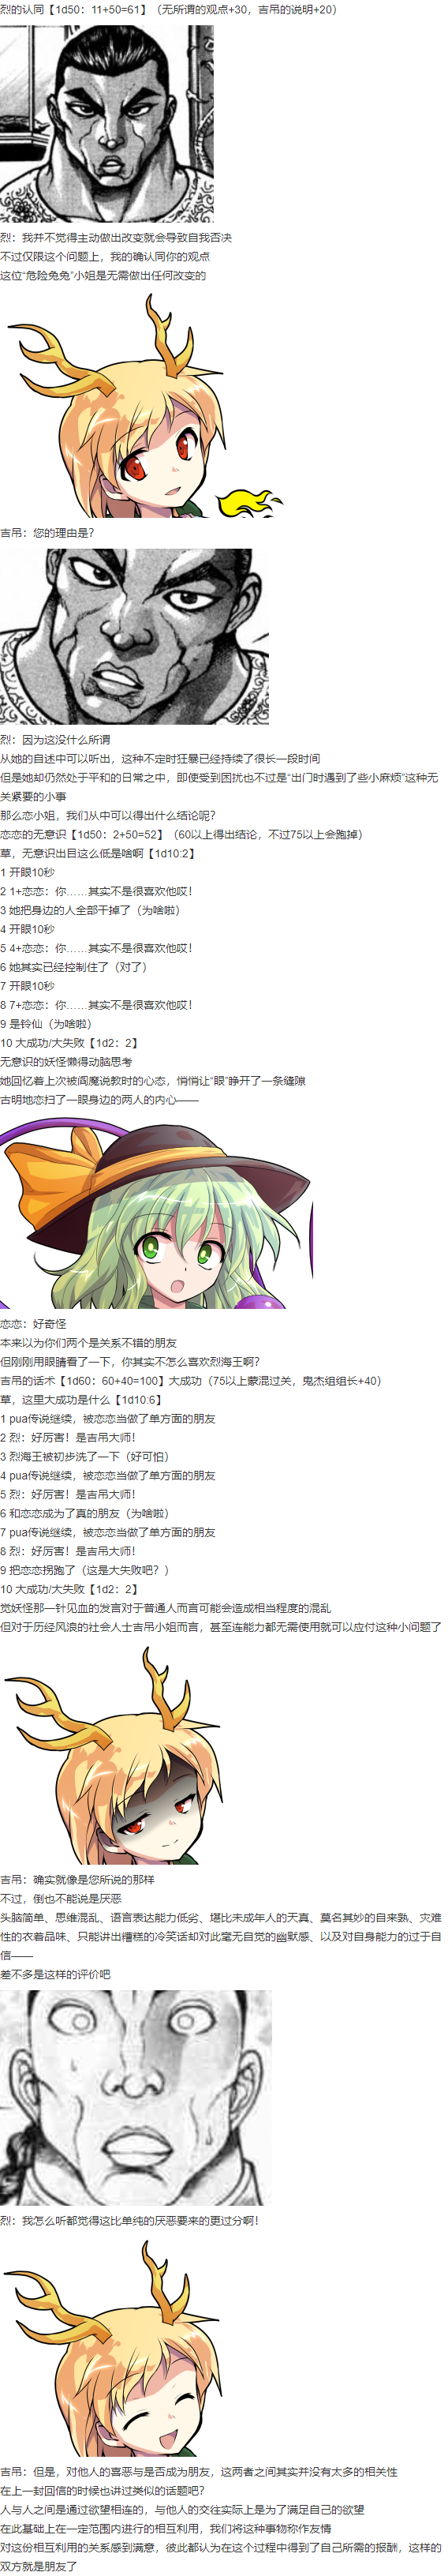 烈的认同【1d50：11+50=61】（无所谓的观点+30，吉吊的说明+20）
烈：我并不觉得主动做出改变就会导致自我否决
不过仅限这个问题上，我的确认同你的观点
这位“危险兔兔”小姐是无需做出任何改变的
吉吊：您的理由是？
烈：因为这没什么所谓
从她的自述中可以听出，这种不定时狂暴已经持续了很长一段时间
但是她却仍然处于平和的日常之中，即使受到困扰也不过是“出门时遇到了些小麻烦”这种无
关紧要的小事
那么恋小姐，我们从中可以得出什么结论呢？
恋恋的无意识【1d50：2+50=52】（60以上得出结论，不过75以上会跑掉）
草，无意识出目这么低是啥啊【1d10:2】
1 开眼10秒
2 1+恋恋：你……其实不是很喜欢他哎！
3 她把身边的人全部干掉了（为啥啦）
4 开眼10秒
5 4+恋恋：你……其实不是很喜欢他哎！
6 她其实已经控制住了（对了）
7 开眼10秒
8 7+恋恋：你……其实不是很喜欢他哎！
9 是铃仙（为啥啦）
10 大成功/大失败【1d2：2】
无意识的妖怪懒得动脑思考
她回忆着上次被阎魔说教时的心态，悄悄让“眼”睁开了一条缝隙
古明地恋扫了一眼身边的两人的内心——
恋恋：好奇怪
本来以为你们两个是关系不错的朋友
但刚刚用眼睛看了一下，你其实不怎么喜欢烈海王啊？
吉吊的话术【1d60：60+40=100】大成功（75以上蒙混过关，鬼杰组组长+40）
草，这里大成功是什么【1d10:6】
1 pua传说继续，被恋恋当做了单方面的朋友
2 烈：好厉害！是吉吊大师！
3 烈海王被初步洗了一下（好可怕）
4 pua传说继续，被恋恋当做了单方面的朋友
5 烈：好厉害！是吉吊大师！
6 和恋恋成为了真的朋友（为啥啦）
7 pua传说继续，被恋恋当做了单方面的朋友
8 烈：好厉害！是吉吊大师！
9 把恋恋拐跑了（这是大失败吧？）
10 大成功/大失败【1d2：2】
觉妖怪那一针见血的发言对于普通人而言可能会造成相当程度的混乱
但对于历经风浪的社会人士吉吊小姐而言，甚至连能力都无需使用就可以应付这种小问题了
吉吊：确实就像是您所说的那样
不过，倒也不能说是厌恶
头脑简单、思维混乱、语言表达能力低劣、堪比未成年人的天真、莫名其妙的自来熟、灾难
性的衣着品味、只能讲出糟糕的冷笑话却对此毫无自觉的幽默感、以及对自身能力的过于自
信——
差不多是这样的评价吧
烈：我怎么听都觉得这比单纯的厌恶要来的更过分啊！
吉吊：但是，对他人的喜恶与是否成为朋友，这两者之间其实并没有太多的相关性
在上一封回信的时候也讲过类似的话题吧？
人与人之间是通过欲望相连的，与他人的交往实际上是为了满足自己的欲望
在此基础上在一定范围内进行的相互利用，我们将这种事物称作友情
对这份相互利用的关系感到满意，彼此都认为在这个过程中得到了自己所需的报酬，这样的
双方就是朋友了